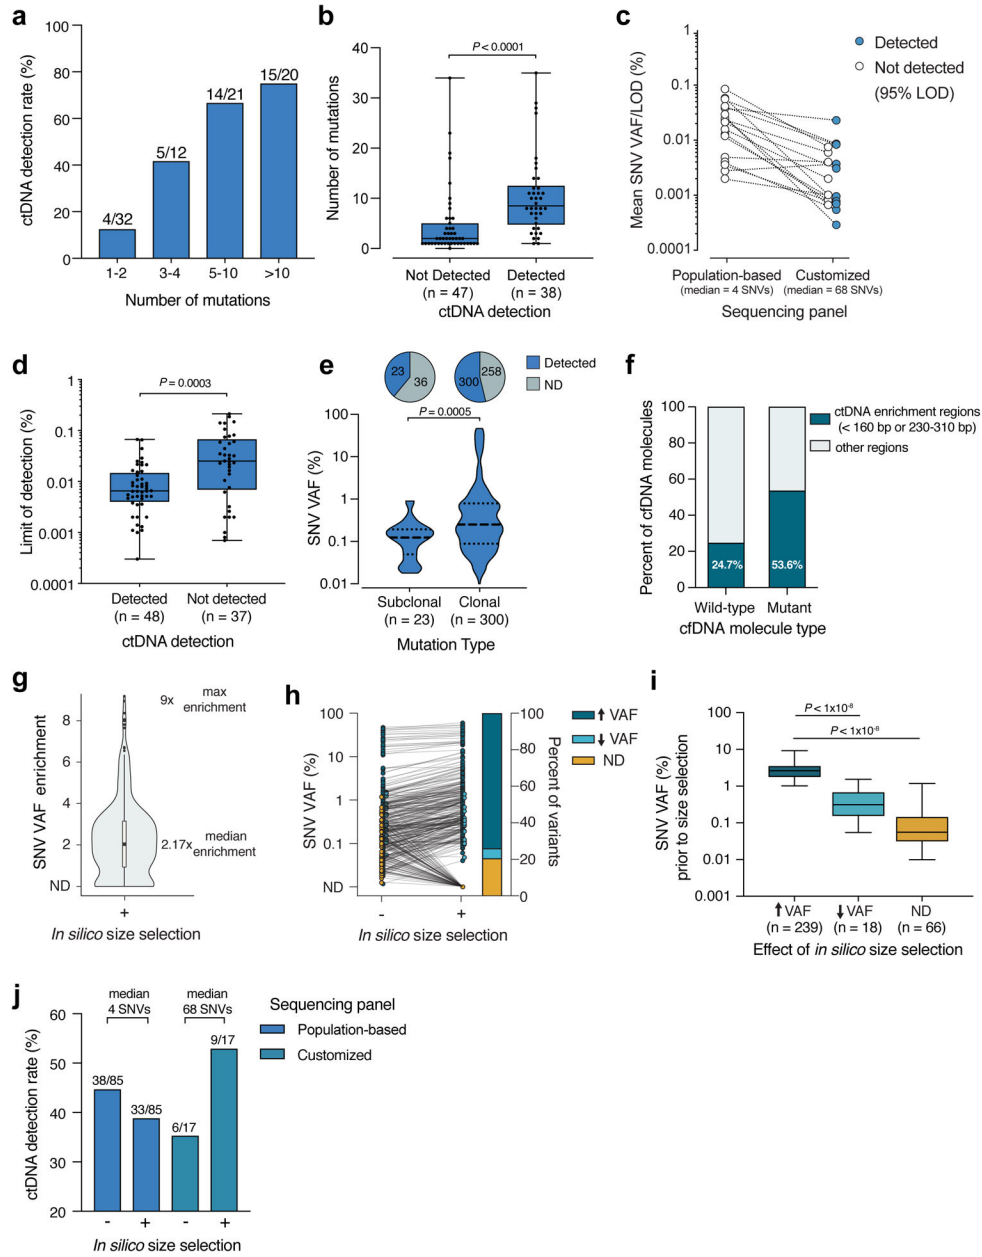 a
ctDNA detection rate (%)
100
80
60
40
20
0
4/32
5/12
14/21
15/20
1-2
3-4
5-10
>10
Number of mutations
b
Number of mutations
40
30
20
10
0
P < 0.0001
Not Detected
(n = 47)
Detected
(n = 38)
ctDNA detection
c
Mean SNV VAF/LOD (%)
1
0.1
0.01
0.001
0.0001
Population-based
(median = 4 SNVs)
Customized
(median = 68 SNVs)
Sequencing panel
Detected
Not detected
(95% LOD)
d
Limit of detection (%)
1
0.1
0.01
0.001
0.0001
P = 0.0003
Detected
(n = 48)
Not detected
(n = 37)
ctDNA detection
e
23
36
300
258
Detected
ND
SNV VAF (%)
100
10
1
0.1
0.01
P = 0.0005
Subclonal
(n = 23)
Clonal
(n = 300)
Mutation Type
f
Percent of cfDNA molecules
100
80
60
40
20
0
24.7%
53.6%
Wild-type
Mutant
cfDNA molecule type
ctDNA enrichment regions
(< 160 bp or 230-310 bp)
other regions
g
SNV VAF enrichment
8
6
4
2
ND
9x
max
enrichment
2.17x
median
enrichment
+
In silico size selection
h
SNV VAF (%)
100
10
1
0.1
ND
-
+
In silico size selection
100
80
60
40
20
0
Percent of variants
↑ VAF
↓ VAF
ND
i
SNV VAF (%)
prior to size selection
100
10
1
0.1
0.01
0.001
P < 1x10⁻⁸
P < 1x10⁻⁸
↑ VAF
(n = 239)
↓ VAF
(n = 18)
ND
(n = 66)
Effect of in silico size selection
j
ctDNA detection rate (%)
60
50
40
30
20
median
4 SNVs
median
68 SNVs
38/85
33/85
6/17
9/17
-
+
-
+
In silico size selection
Sequencing panel
Population-based
Customized